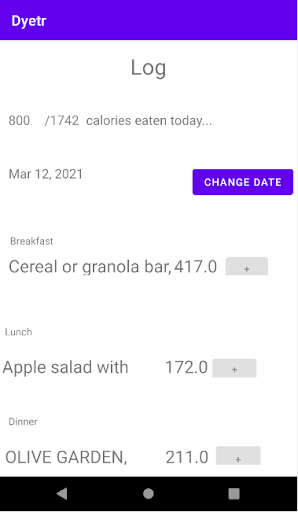 Dyetr
Log
800 /1742 calories eaten today...
Mar 12, 2021
CHANGE DATE
Breakfast
Cereal or granola bar, 417.0 +
Lunch
Apple salad with 172.0 +
Dinner
OLIVE GARDEN, 211.0 +